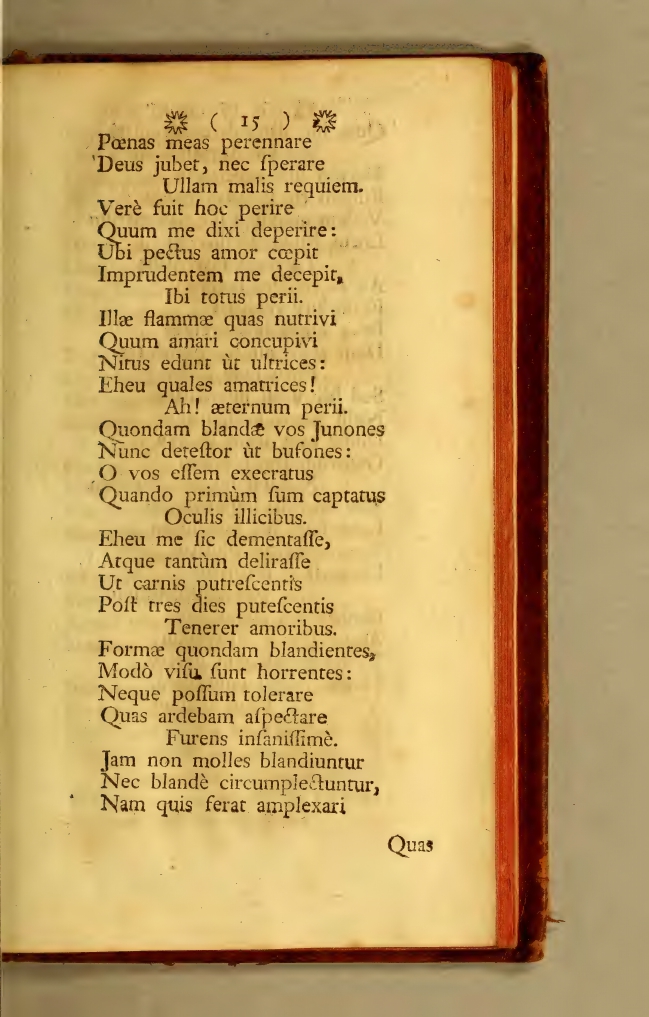 ( 15 )
Pœnas meas perennare
Deus jubet, nec ſperare
Ullam malis requiem.
Verè fuit hoc perire
Quum me dixi deperire:
Ubi pectus amor cœpit
Imprudentem me decepit,
Ibi totus perii.
Illæ flammæ quas nutrivi
Quum amari concupivi
Nitus edunt ùt ultrices:
Eheu quales amatrices!
Ah! æternum perii.
Quondam blandæ vos Junones
Nunc deteſtor ùt bufones:
O vos eſſem execratus
Quando primùm ſum captatus
Oculis illicibus.
Eheu me ſic dementaſſe,
Atque tantùm deliraſſe
Ut carnis putreſcentis
Poſt tres dies puteſcentis
Tenerer amoribus.
Formæ quondam blandientes,
Modò viſu ſunt horrentes:
Neque poſſum tolerare
Quas ardebam aſpectare
Furens inſaniſſimè.
Jam non molles blandiuntur
Nec blandè circumplectuntur,
Nam quis ferat amplexari
Quas